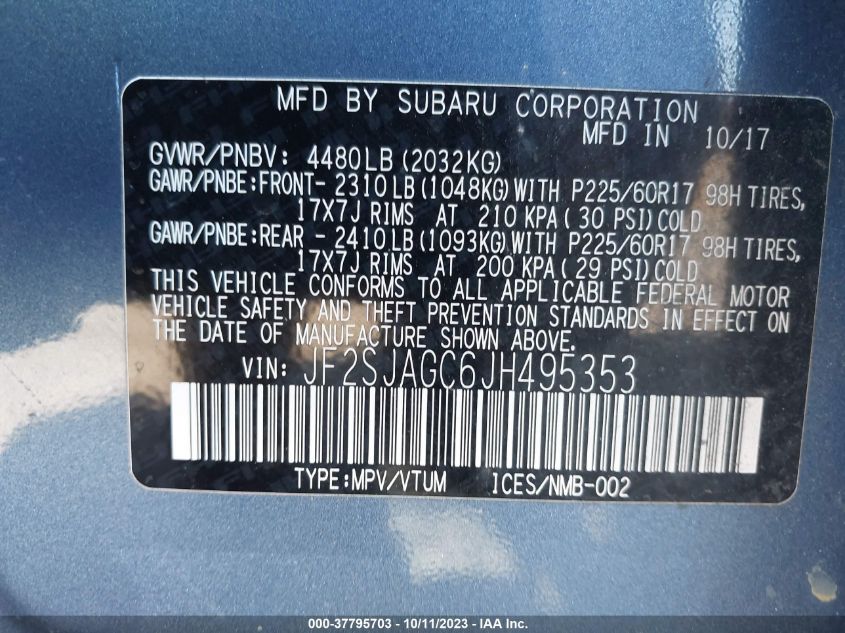 MFD BY SUBARU CORPORATION
MFD IN 10/17
GVWR/PNBV: 4480LB (2032KG)
GAWR/PNBE:FRONT- 2310LB (1048KG) WITH P225/60R17 98H TIRES,
17X7J RIMS AT 210 KPA ( 30 PSI) COLD
GAWR/PNBE:REAR - 2410LB (1093KG) WITH P225/60R17 98H TIRES,
17X7J RIMS AT 200 KPA ( 29 PSI) COLD
THIS VEHICLE CONFORMS TO ALL APPLICABLE FEDERAL MOTOR
VEHICLE SAFETY AND THEFT PREVENTION STANDARDS IN EFFECT ON
THE DATE OF MANUFACTURE SHOWN ABOVE.
VIN: JF2SJAGC6JH495353
TYPE:MPV/VTUM ICES/NMB-002
000-37795703 - 10/11/2023 - IAA Inc.